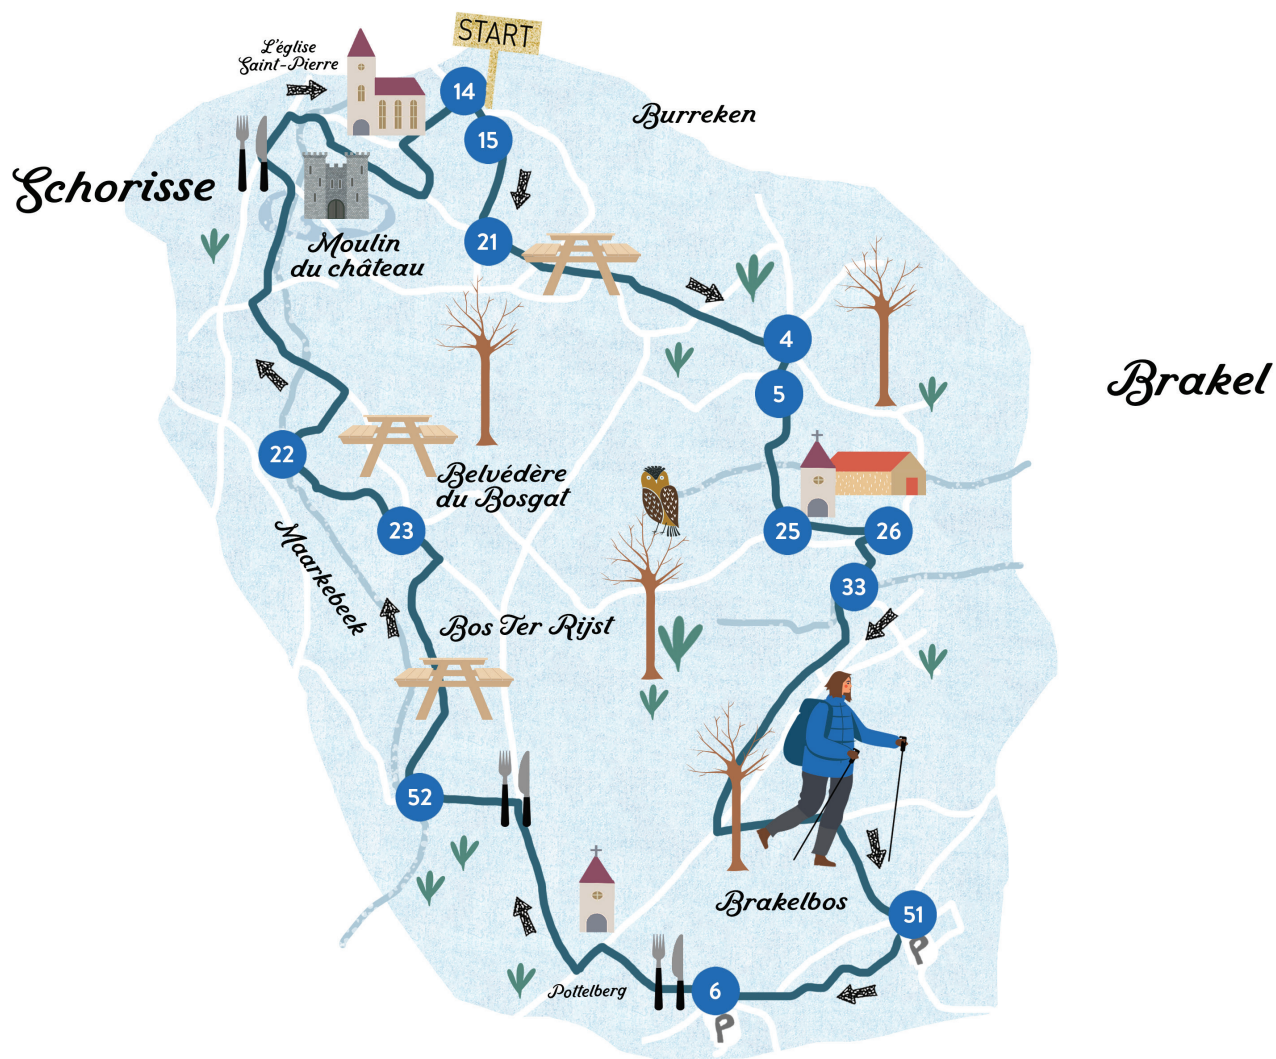 START
L'église
Saint-Pierre
14
Burreken
15
Schorisse
21
Moulin
du château
4
Brakel
5
22
Belvédère
du Bosgat
23
25
26
Maarkebeek
33
Bos Ter Rijst
52
Brakelbos
51
P
Pottelberg
6
P